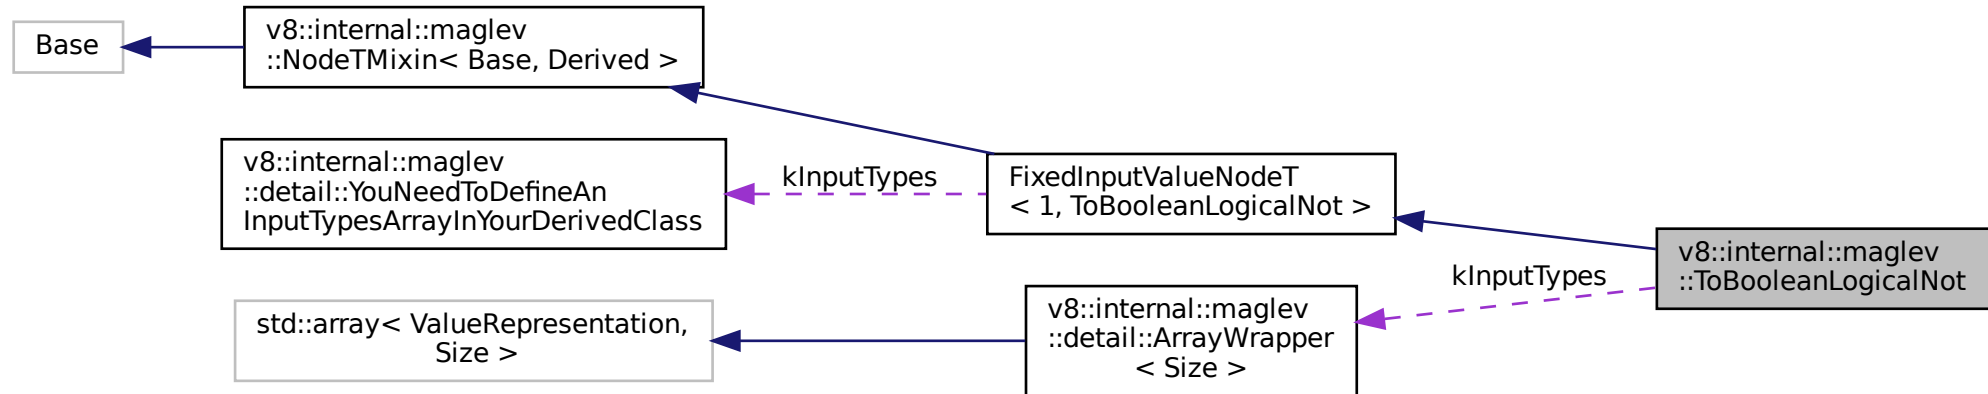 Base
v8::internal::maglev
::NodeTMixin< Base, Derived >
v8::internal::maglev
::detail::YouNeedToDefineAn
InputTypesArrayInYourDerivedClass
kInputTypes
FixedInputValueNodeT
< 1, ToBooleanLogicalNot >
std::array< ValueRepresentation,
Size >
v8::internal::maglev
::detail::ArrayWrapper
< Size >
kInputTypes
v8::internal::maglev
::ToBooleanLogicalNot